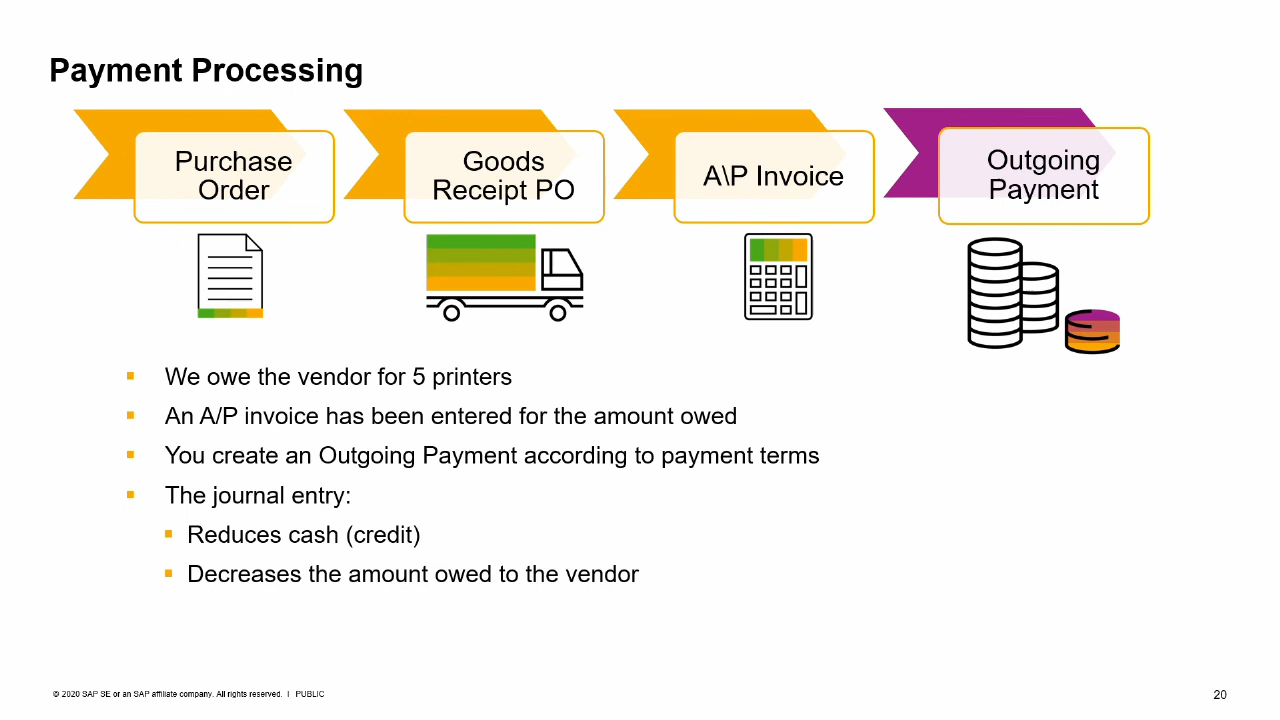 Payment Processing
Purchase
Order
Goods
Receipt PO
A\P Invoice
Outgoing
Payment
We owe the vendor for 5 printers
An A/P invoice has been entered for the amount owed
You create an Outgoing Payment according to payment terms
The journal entry:
Reduces cash (credit)
Decreases the amount owed to the vendor
© 2020 SAP SE or an SAP affiliate company. All rights reserved. I PUBLIC
20